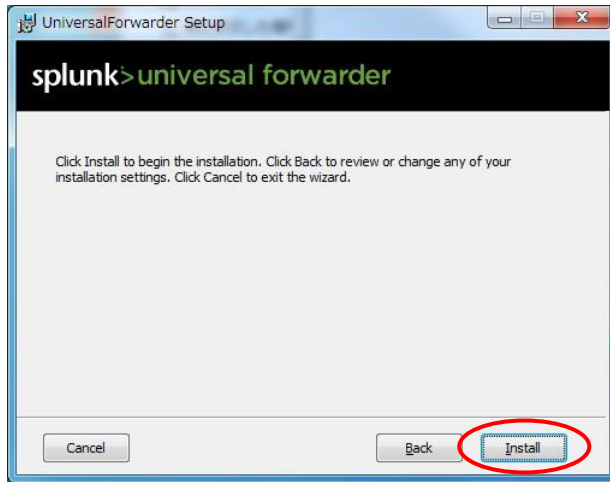 UniversalForwarder Setup
splunk>universal forwarder
Click Install to begin the installation. Click Back to review or change any of your
installation settings. Click Cancel to exit the wizard.
Cancel
Back
Install